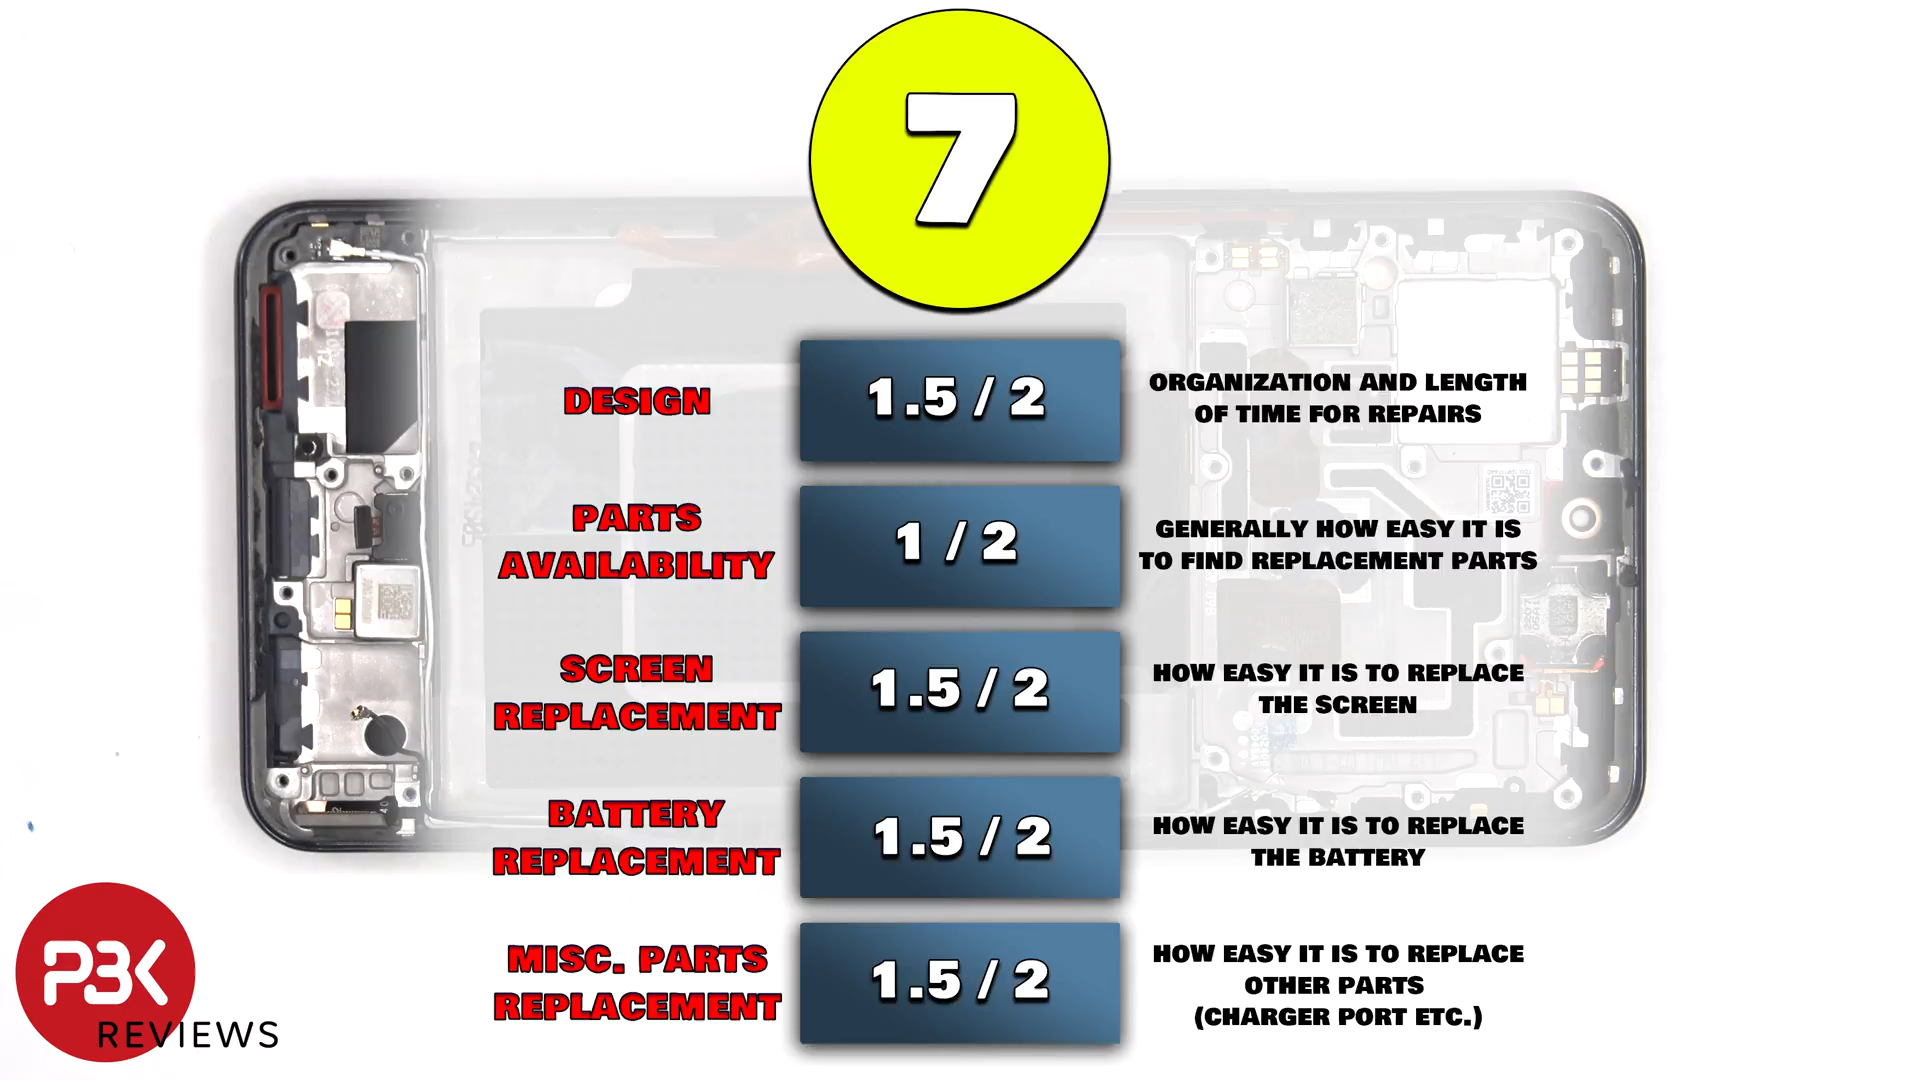 7
DESIGN
1.5 / 2
ORGANIZATION AND LENGTH
OF TIME FOR REPAIRS
PARTS
AVAILABILITY
1 / 2
GENERALLY HOW EASY IT IS
TO FIND REPLACEMENT PARTS
SCREEN
REPLACEMENT
1.5 / 2
HOW EASY IT IS TO REPLACE
THE SCREEN
BATTERY
REPLACEMENT
1.5 / 2
HOW EASY IT IS TO REPLACE
THE BATTERY
MISC. PARTS
REPLACEMENT
1.5 / 2
HOW EASY IT IS TO REPLACE
OTHER PARTS
(CHARGER PORT ETC.)
PBK
REVIEWS